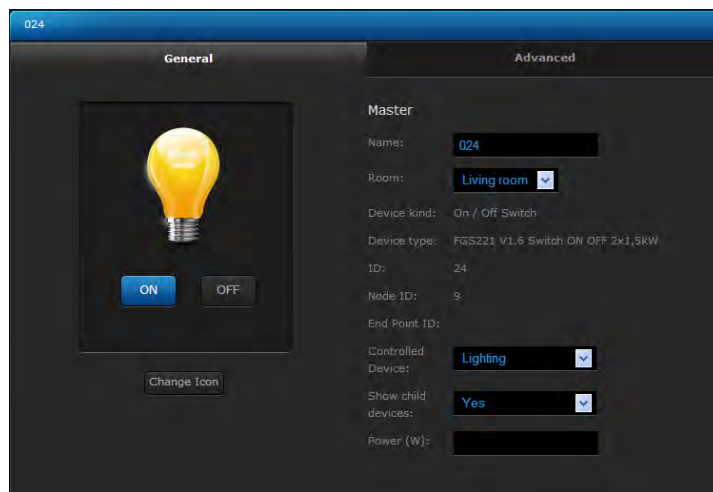 024
General
Advanced
Master
Name: 024
Room: Living room
Device kind: On / Off Switch
Device type: FGS221 V1.6 Switch ON OFF 2x1,5kW
ID: 24
Node ID: 9
End Point ID:
Controlled
Device: Lighting
Show child
devices: Yes
Power (W):
ON
OFF
Change Icon